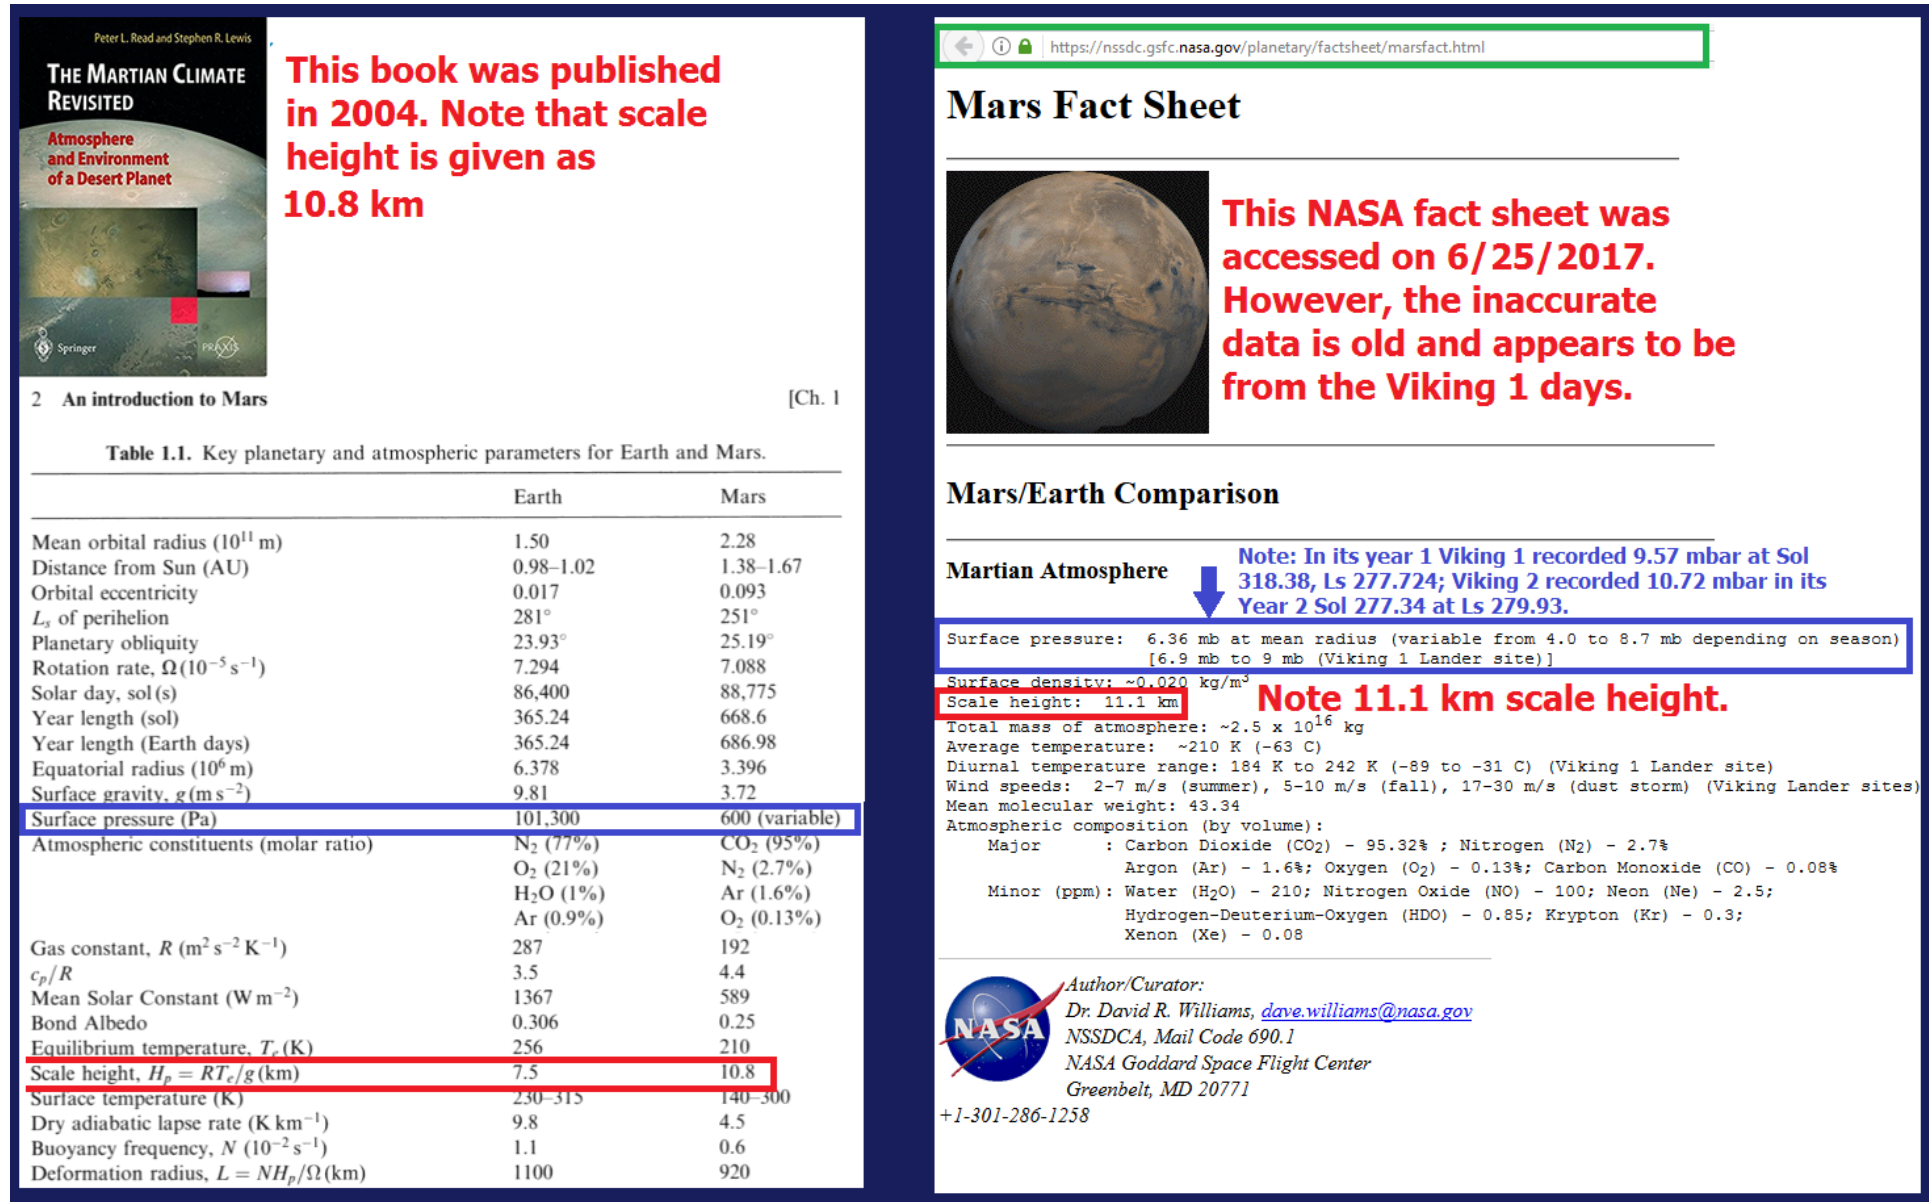 Peter L. Read and Stephen R. Lewis
THE MARTIAN CLIMATE
REVISITED
Atmosphere
and Environment
of a Desert Planet
Springer
PRAXIS
This book was published
in 2004. Note that scale
height is given as
10.8 km
2 An introduction to Mars [Ch. 1
Table 1.1. Key planetary and atmospheric parameters for Earth and Mars.
Earth Mars
Mean orbital radius (10¹¹ m) 1.50 2.28
Distance from Sun (AU) 0.98–1.02 1.38–1.67
Orbital eccentricity 0.017 0.093
Lₛ of perihelion 281° 251°
Planetary obliquity 23.93° 25.19°
Rotation rate, Ω (10⁻⁵ s⁻¹) 7.294 7.088
Solar day, sol (s) 86,400 88,775
Year length (sol) 365.24 668.6
Year length (Earth days) 365.24 686.98
Equatorial radius (10⁶ m) 6.378 3.396
Surface gravity, g (m s⁻²) 9.81 3.72
Surface pressure (Pa) 101,300 600 (variable)
Atmospheric constituents (molar ratio) N₂ (77%) CO₂ (95%)
O₂ (21%) N₂ (2.7%)
H₂O (1%) Ar (1.6%)
Ar (0.9%) O₂ (0.13%)
Gas constant, R (m² s⁻² K⁻¹) 287 192
cₚ/R 3.5 4.4
Mean Solar Constant (W m⁻²) 1367 589
Bond Albedo 0.306 0.25
Equilibrium temperature, Tₑ (K) 256 210
Scale height, Hₚ = RTₑ/g (km) 7.5 10.8
Surface temperature (K) 230–315 140–300
Dry adiabatic lapse rate (K km⁻¹) 9.8 4.5
Buoyancy frequency, N (10⁻² s⁻¹) 1.1 0.6
Deformation radius, L = NHₚ/Ω (km) 1100 920
https://nssdc.gsfc.nasa.gov/planetary/factsheet/marsfact.html
Mars Fact Sheet
This NASA fact sheet was
accessed on 6/25/2017.
However, the inaccurate
data is old and appears to be
from the Viking 1 days.
Mars/Earth Comparison
Martian Atmosphere
Note: In its year 1 Viking 1 recorded 9.57 mbar at Sol
318.38, Ls 277.724; Viking 2 recorded 10.72 mbar in its
Year 2 Sol 277.34 at Ls 279.93.
Surface pressure: 6.36 mb at mean radius (variable from 4.0 to 8.7 mb depending on season)
[6.9 mb to 9 mb (Viking 1 Lander site)]
Surface density: ~0.020 kg/m³
Scale height: 11.1 km
Note 11.1 km scale height.
Total mass of atmosphere: ~2.5 x 10¹⁶ kg
Average temperature: ~210 K (-63 C)
Diurnal temperature range: 184 K to 242 K (-89 to -31 C) (Viking 1 Lander site)
Wind speeds: 2-7 m/s (summer), 5-10 m/s (fall), 17-30 m/s (dust storm) (Viking Lander sites)
Mean molecular weight: 43.34
Atmospheric composition (by volume):
Major : Carbon Dioxide (CO₂) - 95.32% ; Nitrogen (N₂) - 2.7%
Argon (Ar) - 1.6%; Oxygen (O₂) - 0.13%; Carbon Monoxide (CO) - 0.08%
Minor (ppm): Water (H₂O) - 210; Nitrogen Oxide (NO) - 100; Neon (Ne) - 2.5;
Hydrogen-Deuterium-Oxygen (HDO) - 0.85; Krypton (Kr) - 0.3;
Xenon (Xe) - 0.08
NASA
Author/Curator:
Dr. David R. Williams, dave.williams@nasa.gov
NSSDCA, Mail Code 690.1
NASA Goddard Space Flight Center
Greenbelt, MD 20771
+1-301-286-1258